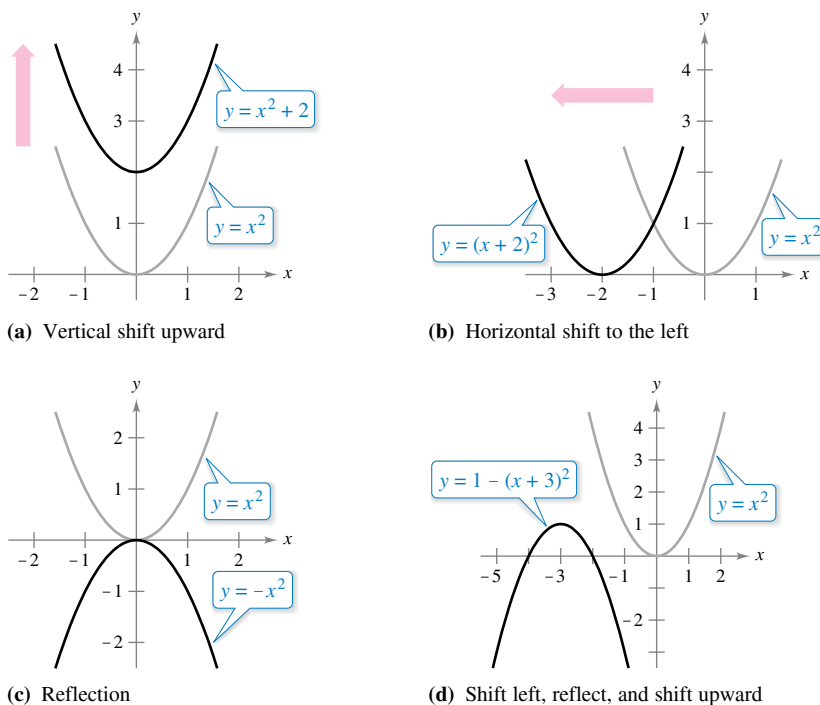 y
4
y = x² + 2
3
y = x²
1
x
-2 -1 1 2
(a) Vertical shift upward
y
4
3
y = (x + 2)²
1
y = x²
x
-3 -2 -1 1
(b) Horizontal shift to the left
y
2
1
y = x²
x
-2 -1 1 2
-1
y = -x²
-2
(c) Reflection
y
4
3
y = 1 - (x + 3)²
2
y = x²
1
x
-5 -3 -1 1 2
-2
(d) Shift left, reflect, and shift upward